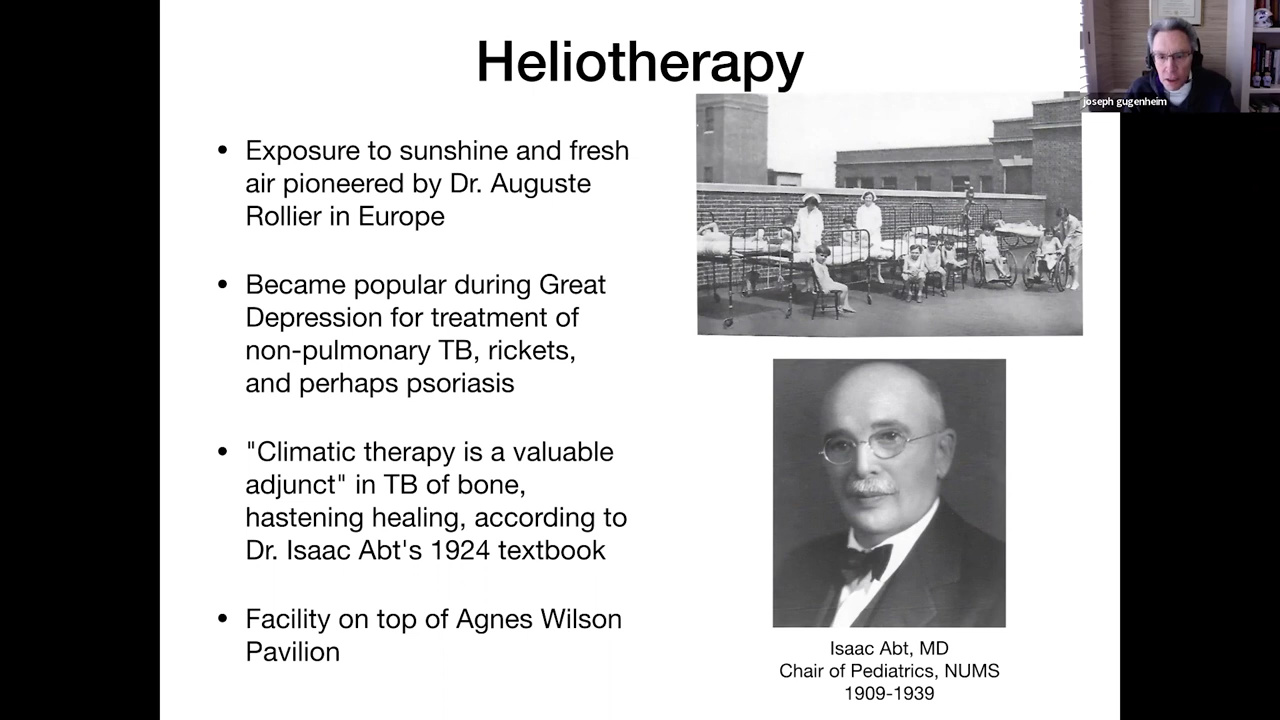 Heliotherapy
joseph gugenheim
• Exposure to sunshine and fresh
air pioneered by Dr. Auguste
Rollier in Europe
• Became popular during Great
Depression for treatment of
non-pulmonary TB, rickets,
and perhaps psoriasis
• "Climatic therapy is a valuable
adjunct" in TB of bone,
hastening healing, according to
Dr. Isaac Abt's 1924 textbook
• Facility on top of Agnes Wilson
Pavilion
Isaac Abt, MD
Chair of Pediatrics, NUMS
1909-1939